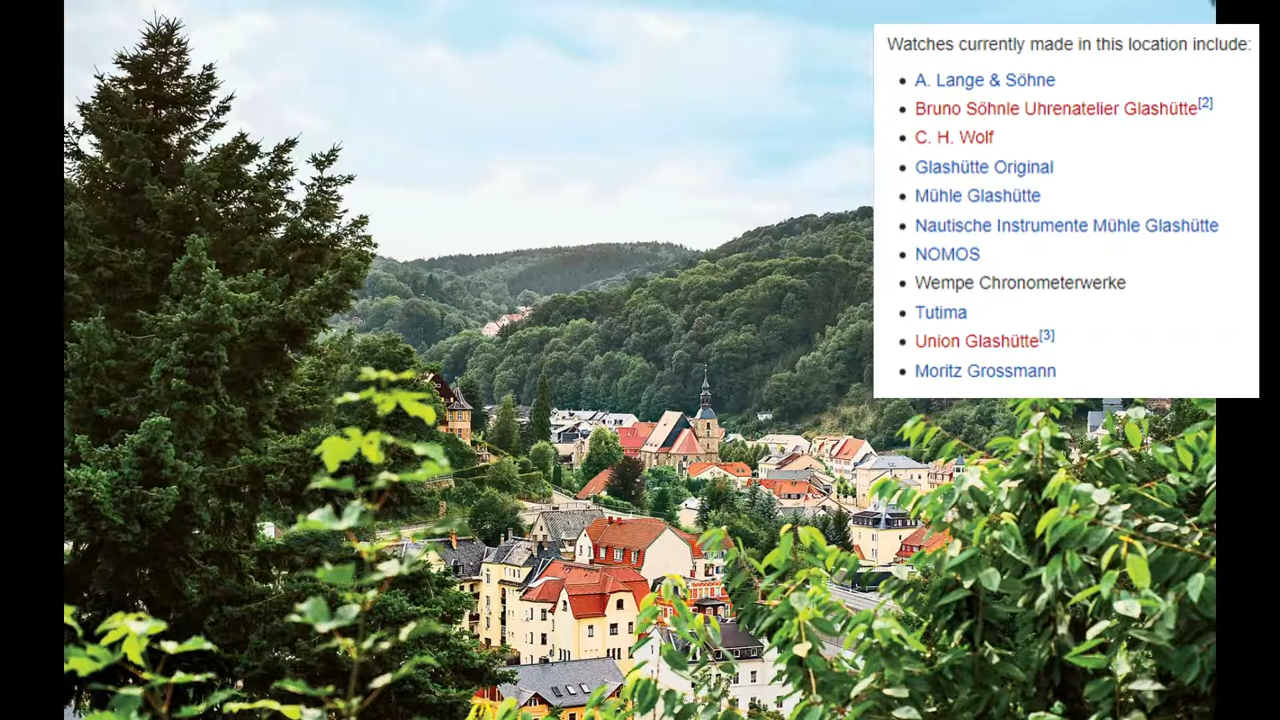 Watches currently made in this location include:
A. Lange & Söhne
Bruno Söhnle Uhrenatelier Glashütte[2]
C. H. Wolf
Glashütte Original
Mühle Glashütte
Nautische Instrumente Mühle Glashütte
NOMOS
Wempe Chronometerwerke
Tutima
Union Glashütte[3]
Moritz Grossmann